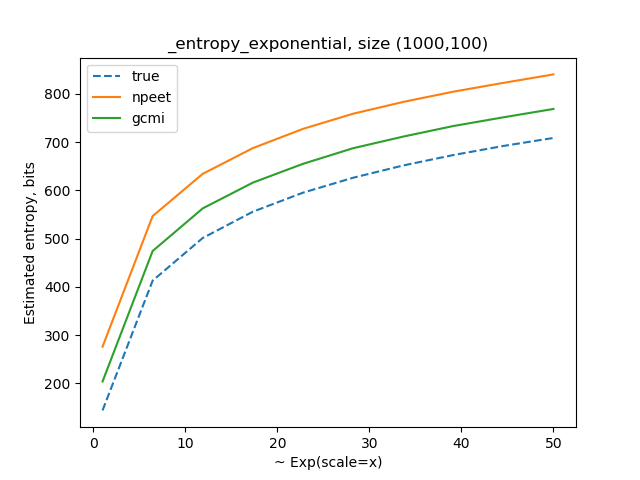 _entropy_exponential, size (1000,100)
true
npeet
gcmi
Estimated entropy, bits
800
700
600
500
400
300
200
0 10 20 30 40 50
~ Exp(scale=x)